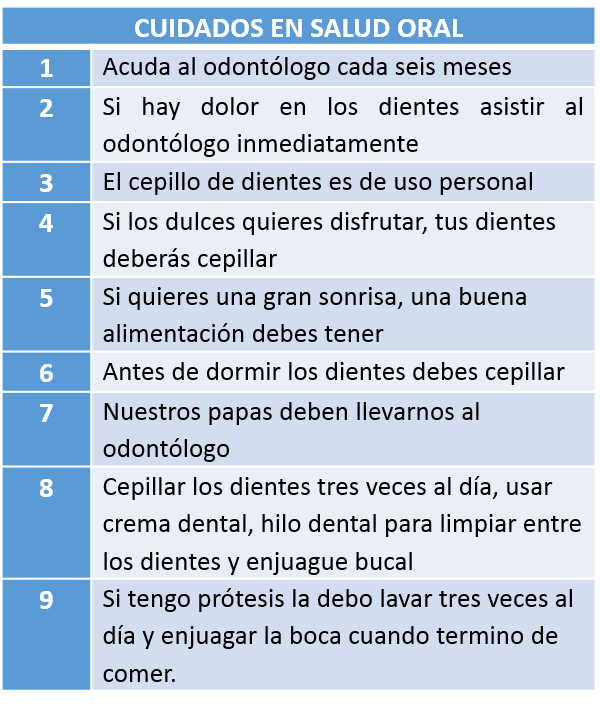 CUIDADOS EN SALUD ORAL
1 Acuda al odontólogo cada seis meses
2 Si hay dolor en los dientes asistir al
odontólogo inmediatamente
3 El cepillo de dientes es de uso personal
4 Si los dulces quieres disfrutar, tus dientes
deberás cepillar
5 Si quieres una gran sonrisa, una buena
alimentación debes tener
6 Antes de dormir los dientes debes cepillar
7 Nuestros papas deben llevarnos al
odontólogo
8 Cepillar los dientes tres veces al día, usar
crema dental, hilo dental para limpiar entre
los dientes y enjuague bucal
9 Si tengo prótesis la debo lavar tres veces al
día y enjuagar la boca cuando termino de
comer.